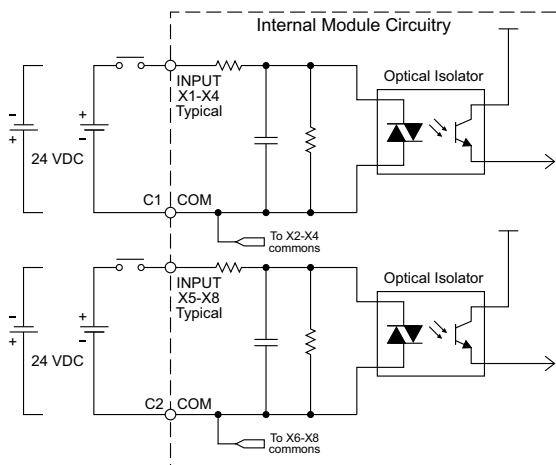 Internal Module Circuitry
INPUT
X1-X4
Typical
Optical Isolator
-
+
+
-
24 VDC
C1 COM
To X2-X4
commons
INPUT
X5-X8
Typical
Optical Isolator
-
+
+
-
24 VDC
C2 COM
To X6-X8
commons